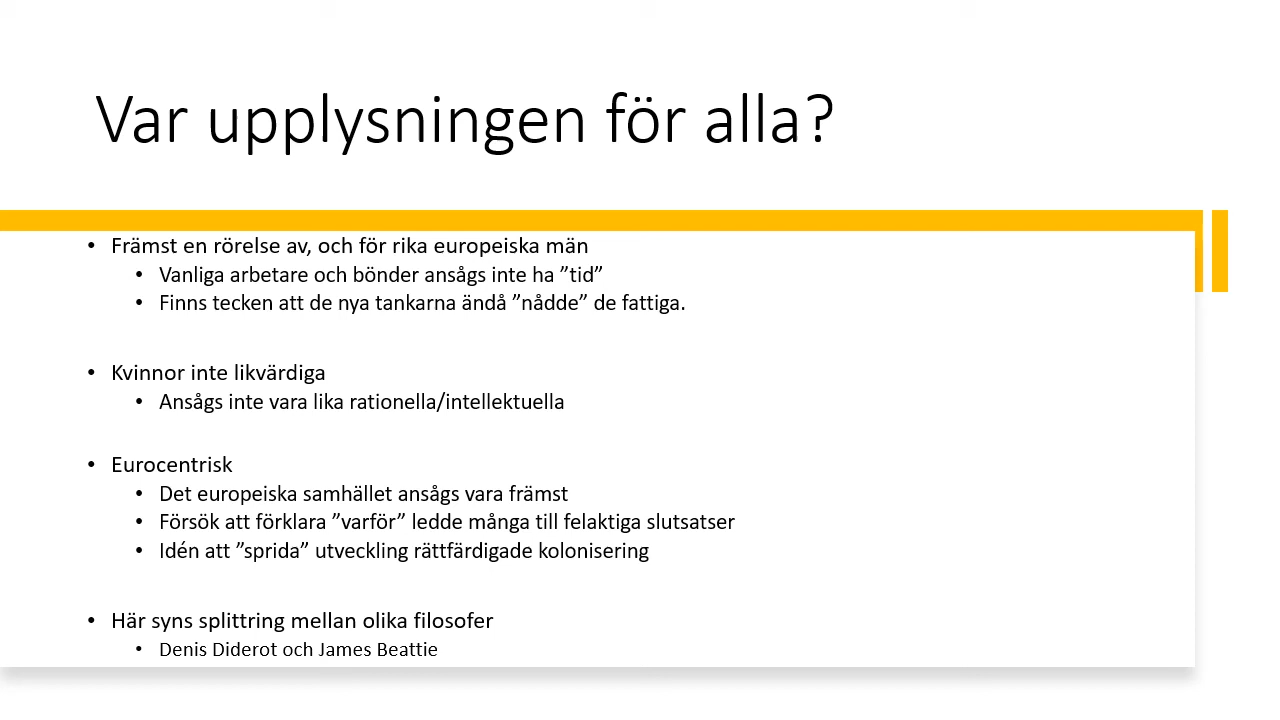 Var upplysningen för alla?
• Främst en rörelse av, och för rika europeiska män
• Vanliga arbetare och bönder ansågs inte ha ”tid”
• Finns tecken att de nya tankarna ändå ”nådde” de fattiga.
• Kvinnor inte likvärdiga
• Ansågs inte vara lika rationella/intellektuella
• Eurocentrisk
• Det europeiska samhället ansågs vara främst
• Försök att förklara ”varför” ledde många till felaktiga slutsatser
• Idén att ”sprida” utveckling rättfärdigade kolonisering
• Här syns splittring mellan olika filosofer
• Denis Diderot och James Beattie